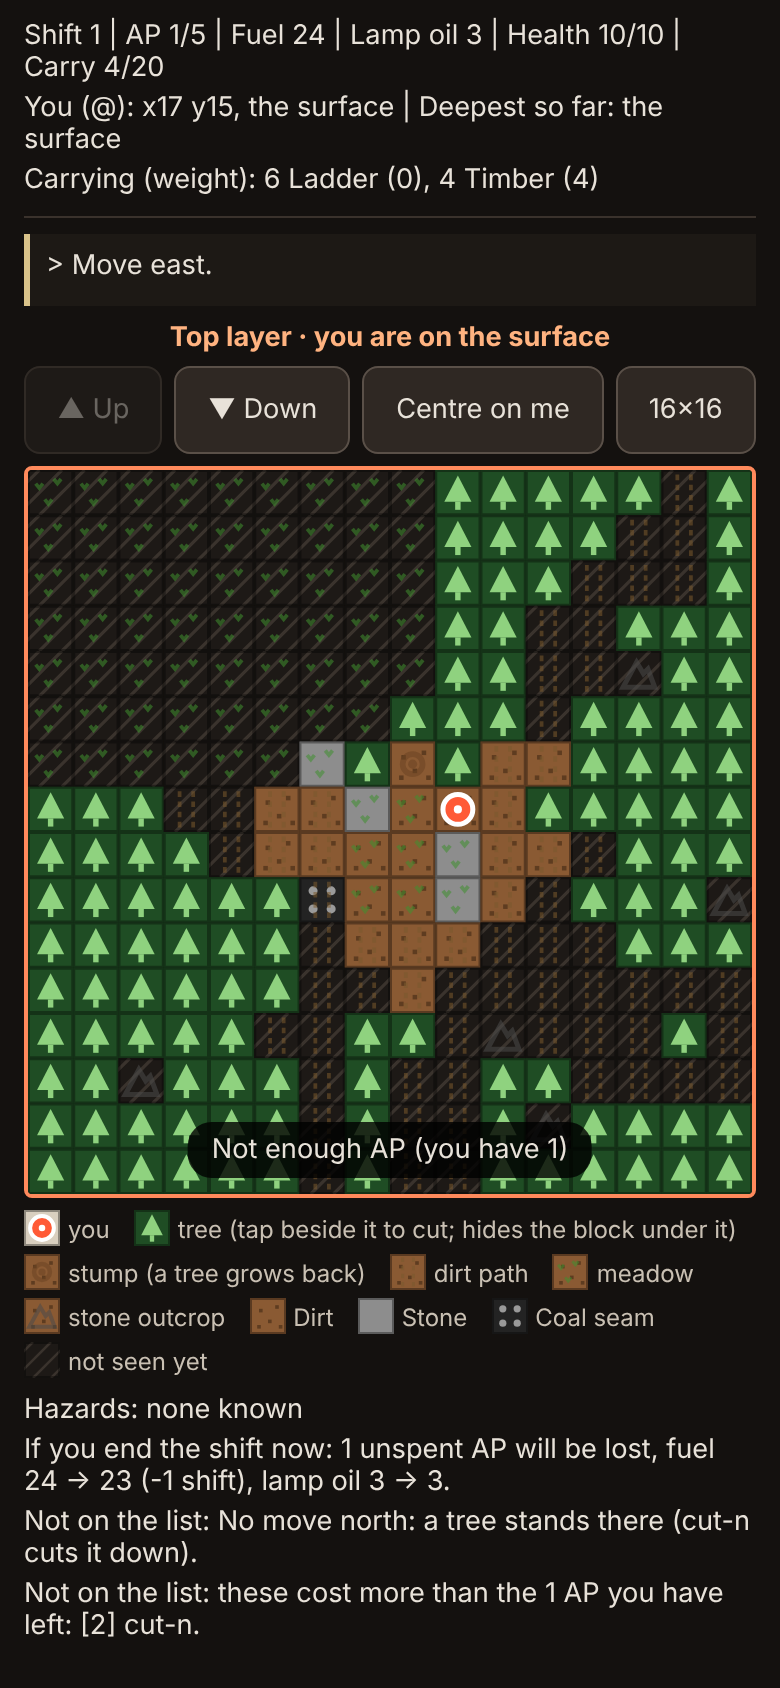 Shift 1 | AP 1/5 | Fuel 24 | Lamp oil 3 | Health 10/10 |
Carry 4/20
You (@): x17 y15, the surface | Deepest so far: the
surface
Carrying (weight): 6 Ladder (0), 4 Timber (4)
> Move east.
Top layer · you are on the surface
▲ Up
▼ Down
Centre on me
16×16
Not enough AP (you have 1)
you
tree (tap beside it to cut; hides the block under it)
stump (a tree grows back)
dirt path
meadow
stone outcrop
Dirt
Stone
Coal seam
not seen yet
Hazards: none known
If you end the shift now: 1 unspent AP will be lost, fuel
24 → 23 (-1 shift), lamp oil 3 → 3.
Not on the list: No move north: a tree stands there (cut-n
cuts it down).
Not on the list: these cost more than the 1 AP you have
left: [2] cut-n.